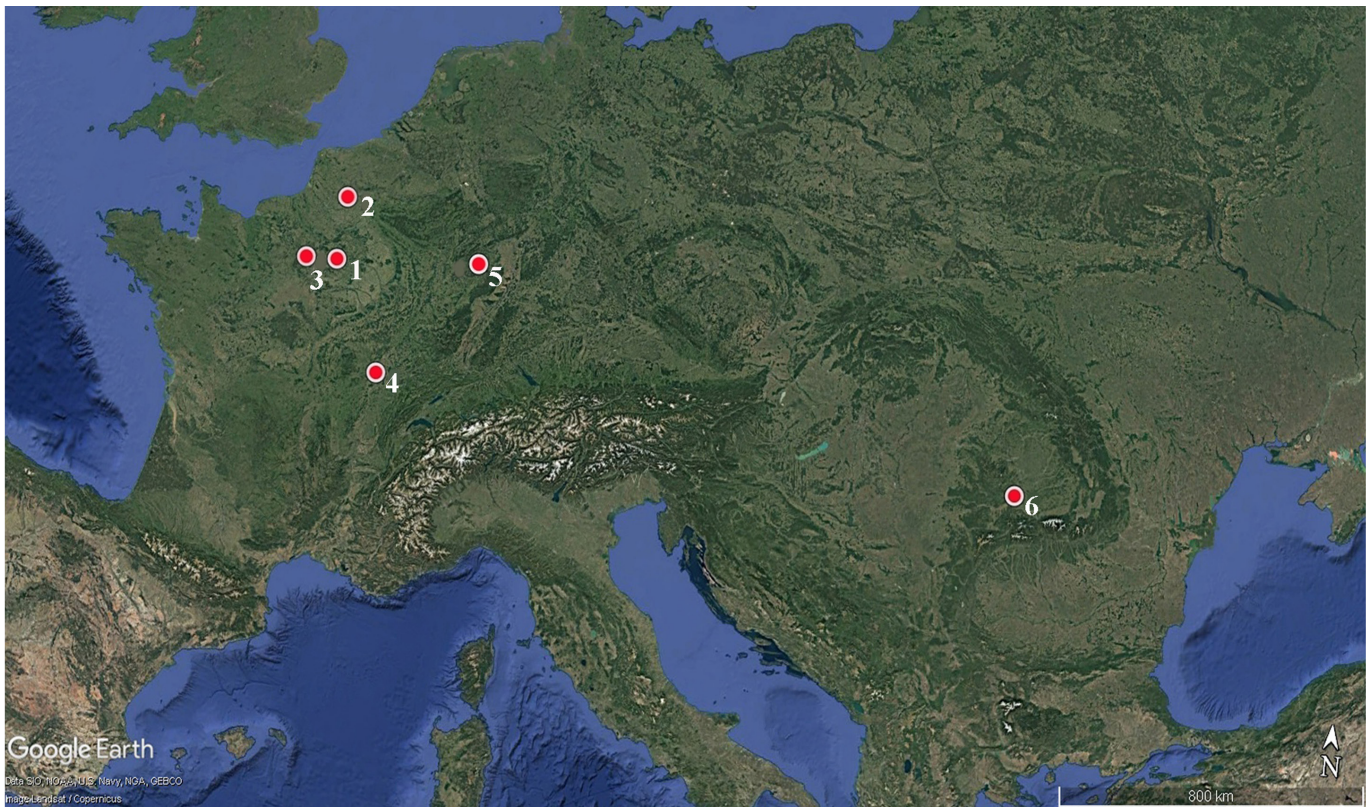 2
3
1
5
4
6
Google Earth
Data SIO, NOAA, U.S. Navy, NGA, GEBCO
Image Landsat / Copernicus
N
800 km